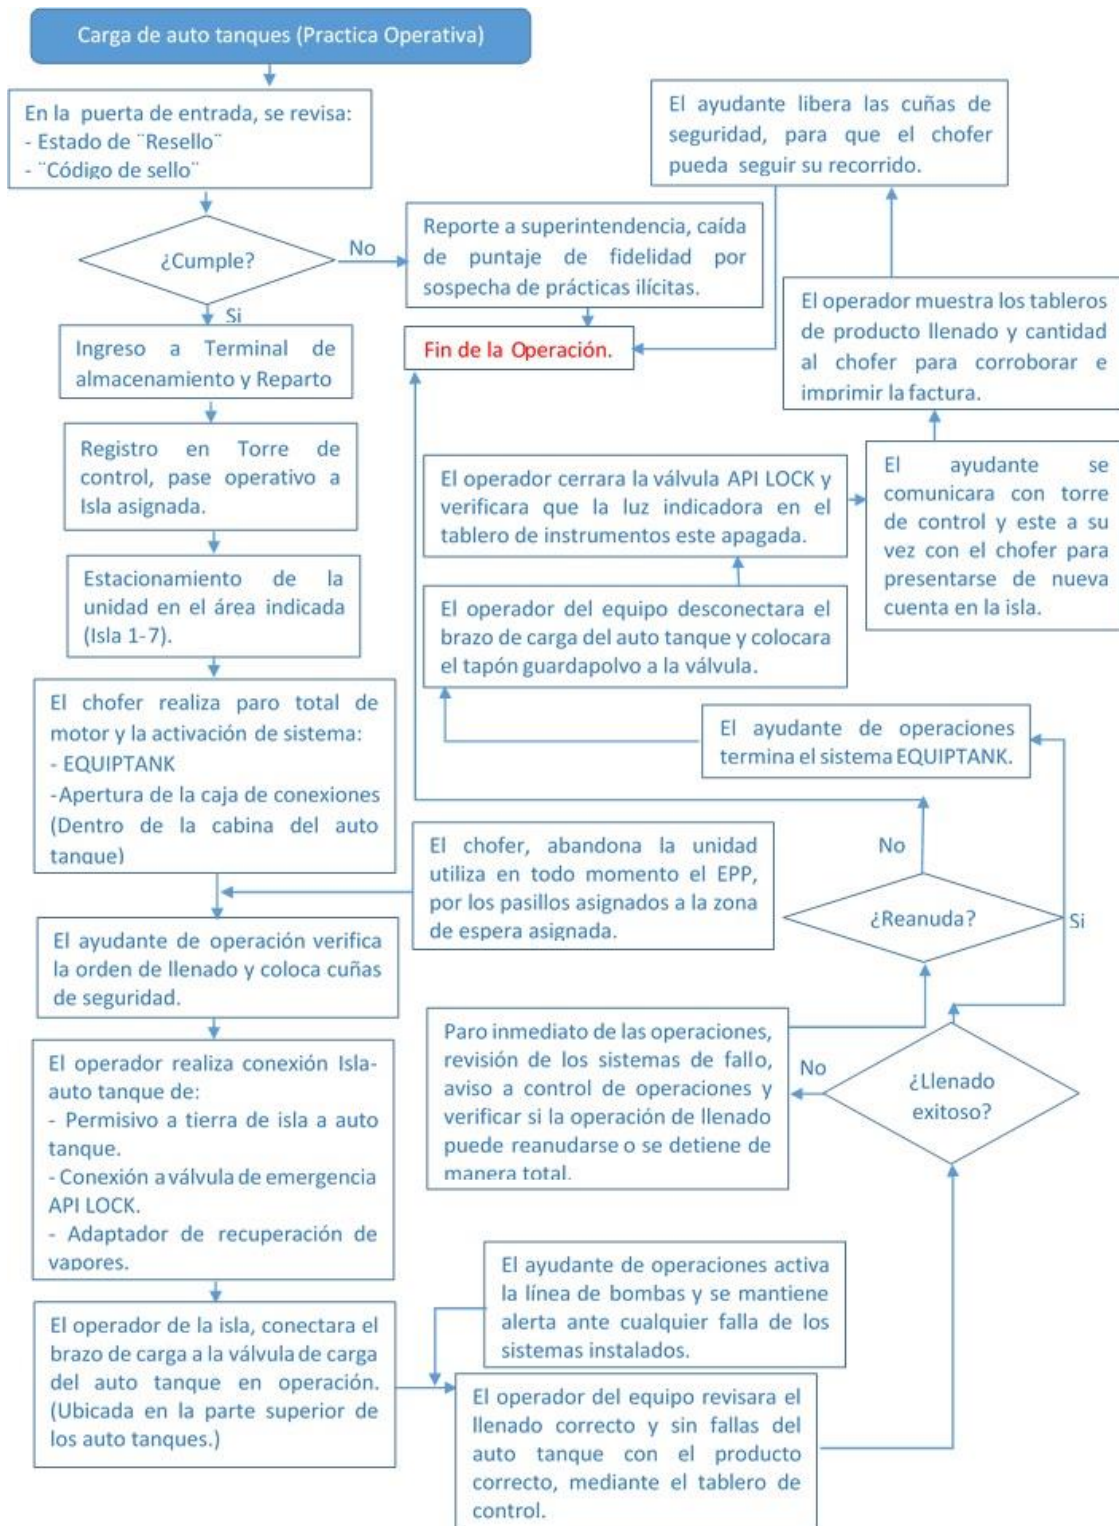 Carga de auto tanques (Practica Operativa)
En la puerta de entrada, se revisa:
- Estado de ¨Resello¨
- ¨Código de sello¨
¿Cumple?
No
Si
Reporte a superintendencia, caída
de puntaje de fidelidad por
sospecha de prácticas ilícitas.
Fin de la Operación.
Ingreso a Terminal de
almacenamiento y Reparto
Registro en Torre de
control, pase operativo a
Isla asignada.
Estacionamiento de la
unidad en el área indicada
(Isla 1-7).
El chofer realiza paro total de
motor y la activación de sistema:
- EQUIPTANK
-Apertura de la caja de conexiones
(Dentro de la cabina del auto
tanque)
El chofer, abandona la unidad
utiliza en todo momento el EPP,
por los pasillos asignados a la zona
de espera asignada.
El ayudante de operación verifica
la orden de llenado y coloca cuñas
de seguridad.
El operador realiza conexión Isla-
auto tanque de:
- Permisivo a tierra de isla a auto
tanque.
- Conexión a válvula de emergencia
API LOCK.
- Adaptador de recuperación de
vapores.
El operador de la isla, conectara el
brazo de carga a la válvula de carga
del auto tanque en operación.
(Ubicada en la parte superior de
los auto tanques.)
El ayudante de operaciones activa
la línea de bombas y se mantiene
alerta ante cualquier falla de los
sistemas instalados.
El operador del equipo revisara el
llenado correcto y sin fallas del
auto tanque con el producto
correcto, mediante el tablero de
control.
¿Llenado
exitoso?
No
Si
Paro inmediato de las operaciones,
revisión de los sistemas de fallo,
aviso a control de operaciones y
verificar si la operación de llenado
puede reanudarse o se detiene de
manera total.
¿Reanuda?
No
El ayudante de operaciones
termina el sistema EQUIPTANK.
El operador del equipo desconectara el
brazo de carga del auto tanque y colocara
el tapón guardapolvo a la válvula.
El operador cerrara la válvula API LOCK y
verificara que la luz indicadora en el
tablero de instrumentos este apagada.
El ayudante se
comunicara con torre
de control y este a su
vez con el chofer para
presentarse de nueva
cuenta en la isla.
El operador muestra los tableros
de producto llenado y cantidad
al chofer para corroborar e
imprimir la factura.
El ayudante libera las cuñas de
seguridad, para que el chofer
pueda seguir su recorrido.